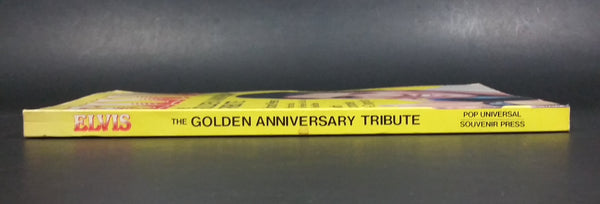 ELVIS THE GOLDEN ANNIVERSARY TRIBUTE
POP UNIVERSAL
SOUVENIR PRESS